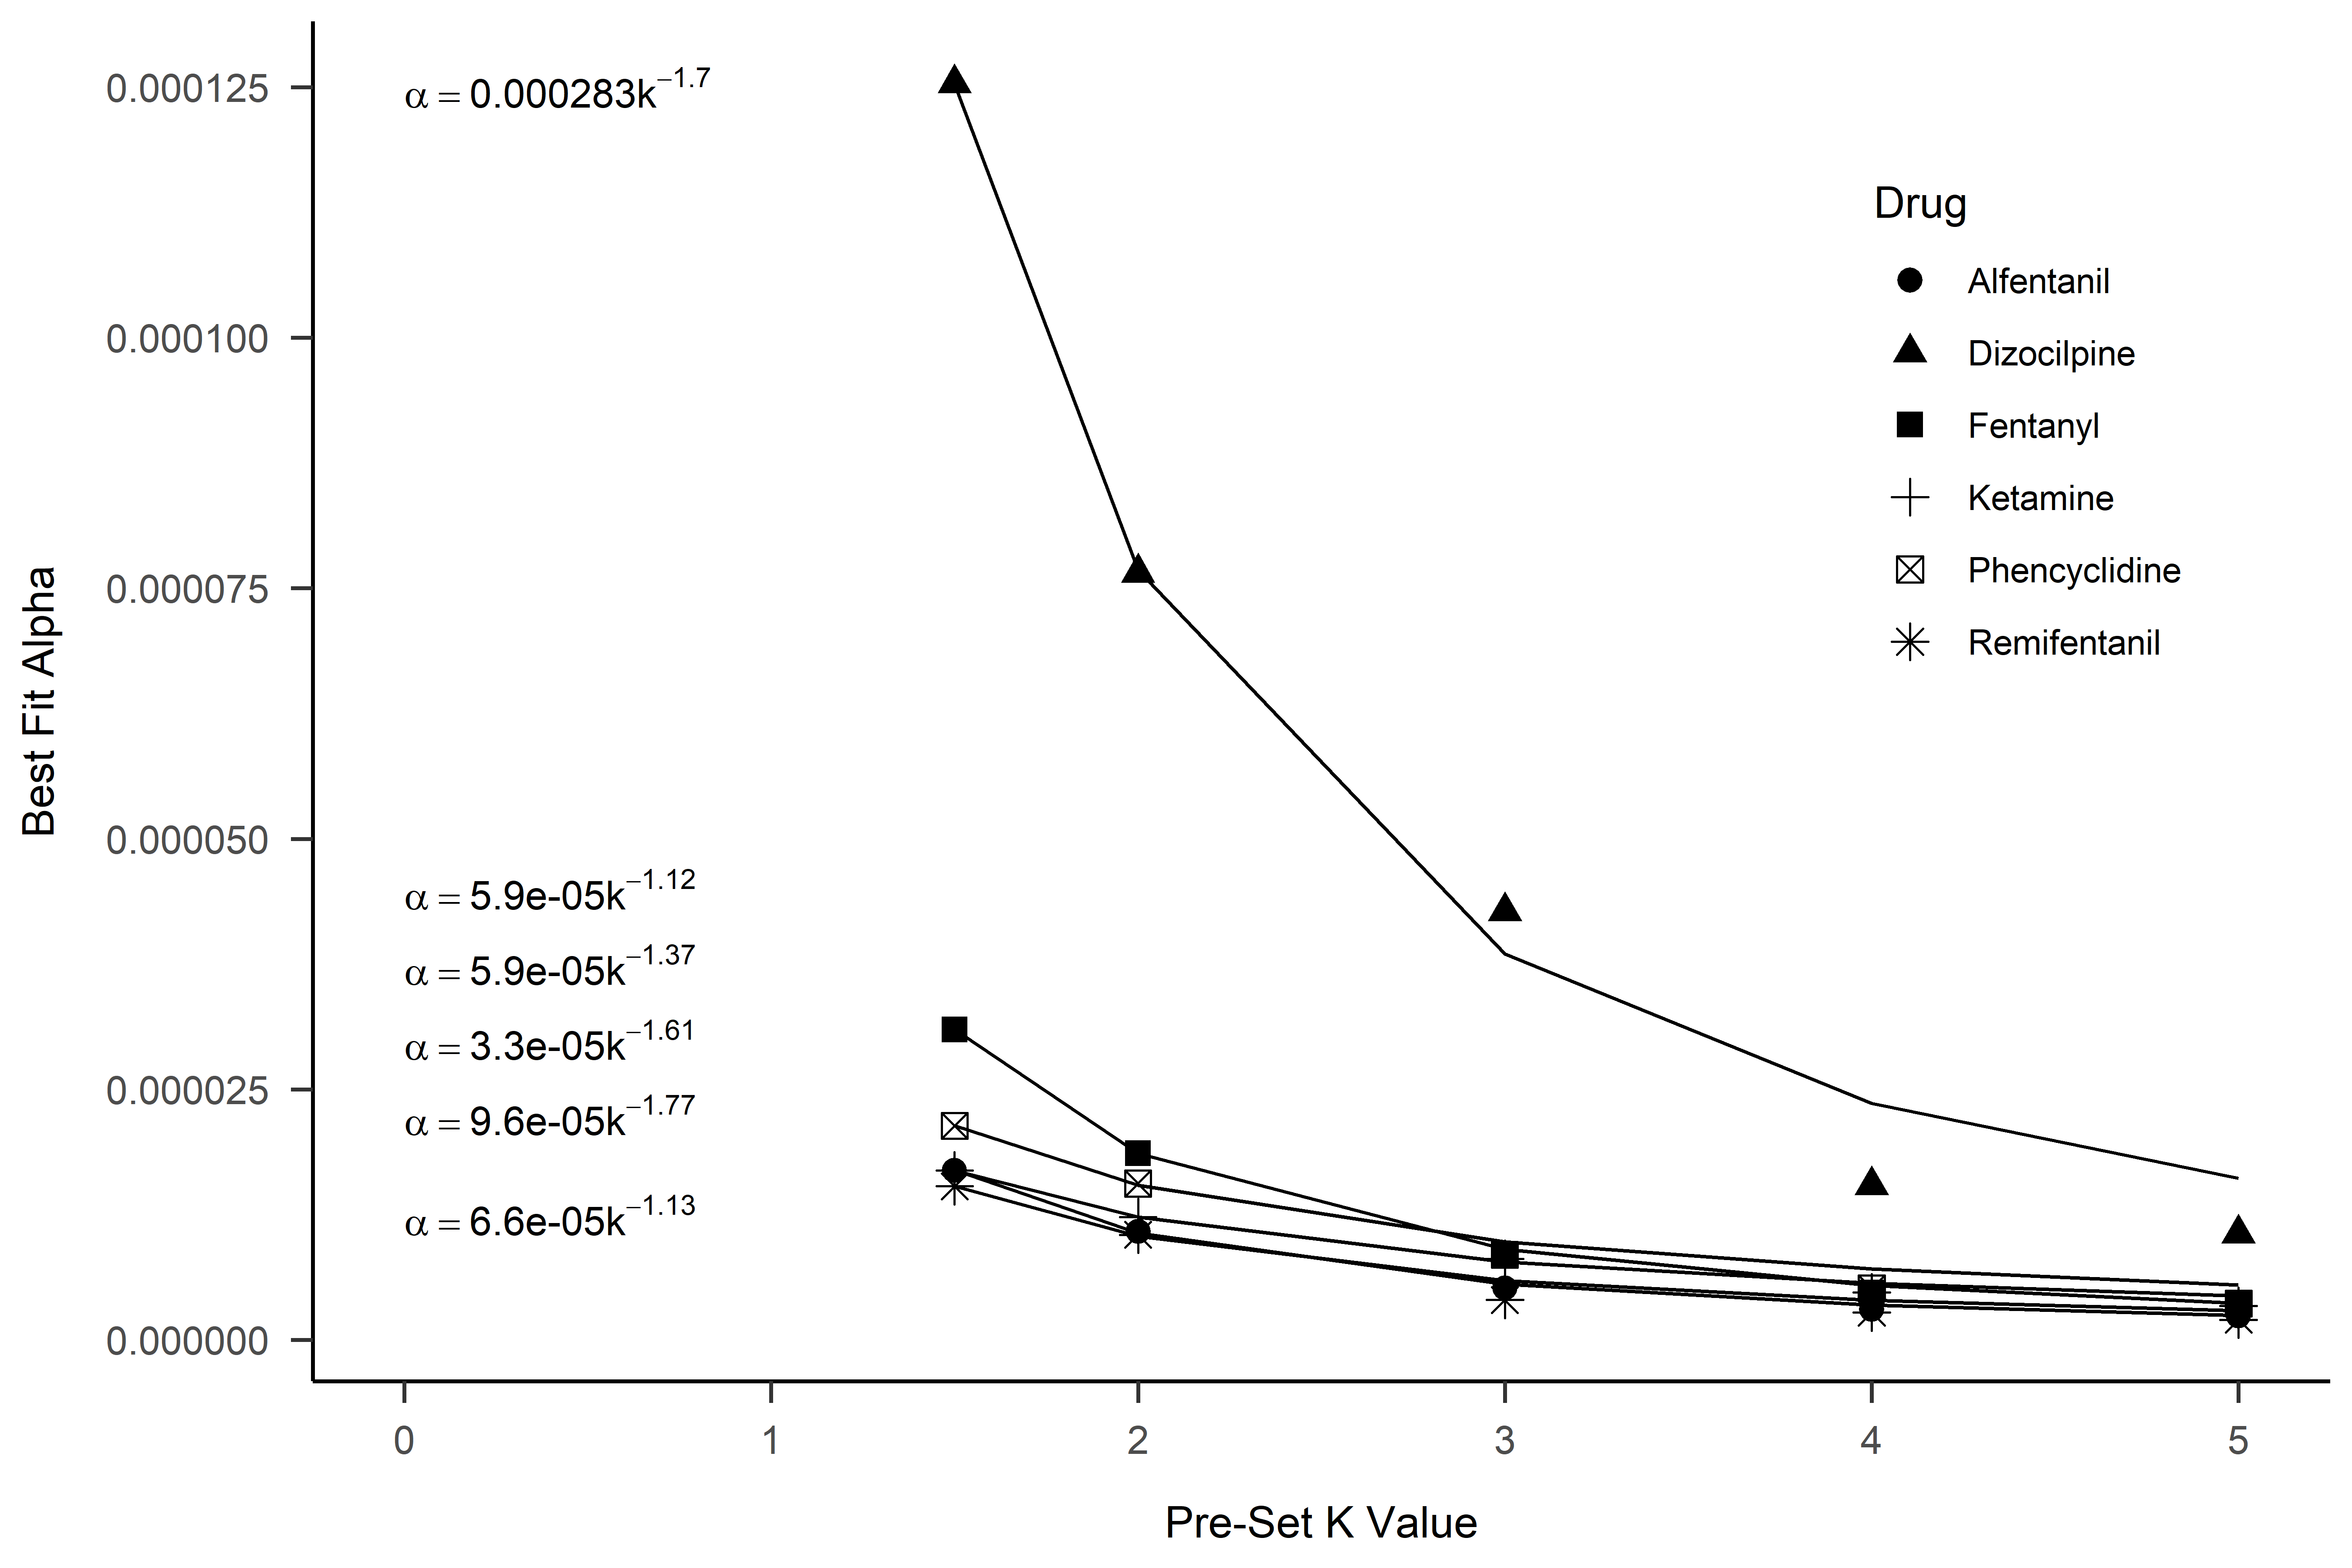 0.000125
0.000100
0.000075
0.000050
0.000025
0.000000
Best Fit Alpha
α = 0.000283k−1.7
α = 5.9e-05k−1.12
α = 5.9e-05k−1.37
α = 3.3e-05k−1.61
α = 9.6e-05k−1.77
α = 6.6e-05k−1.13
Drug
Alfentanil
Dizocilpine
Fentanyl
Ketamine
Phencyclidine
Remifentanil
0 1 2 3 4 5
Pre-Set K Value